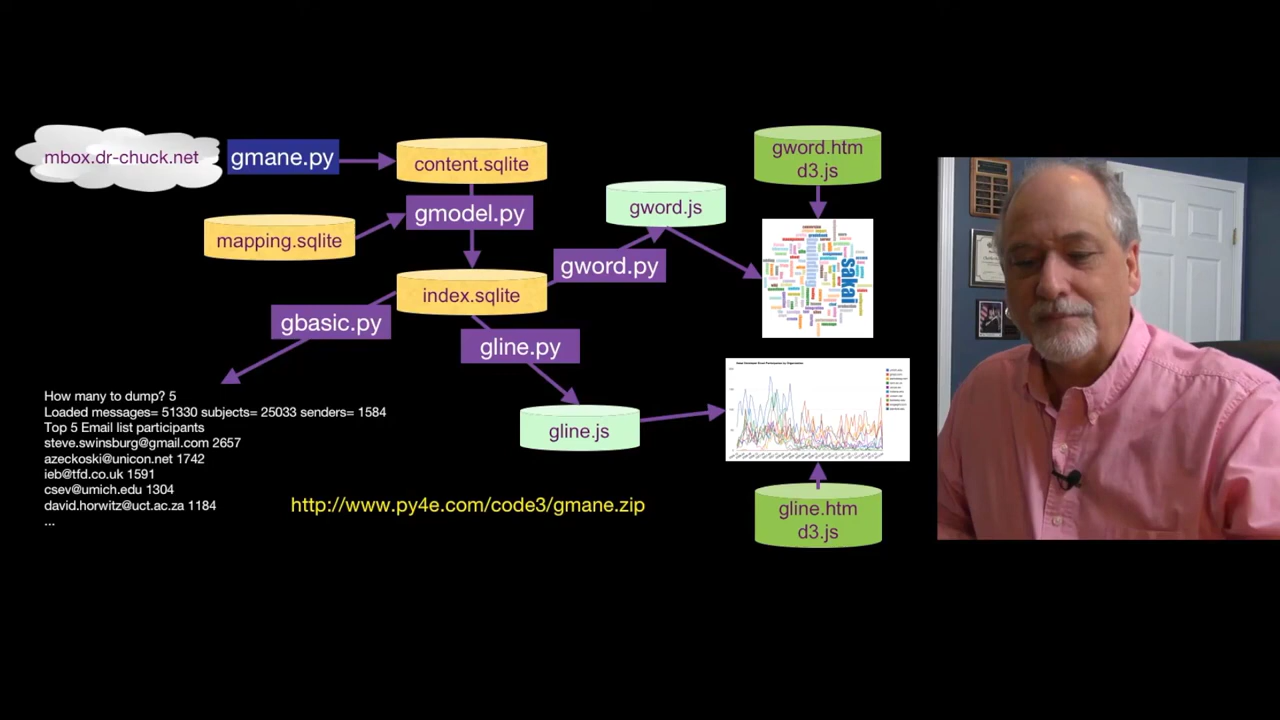 mbox.dr-chuck.net
gmane.py
content.sqlite
gword.htm
d3.js
mapping.sqlite
gmodel.py
gword.js
sakai
index.sqlite
gword.py
gbasic.py
gline.py
gline.js
How many to dump? 5
Loaded messages= 51330 subjects= 25033 senders= 1584
Top 5 Email list participants
steve.swinsburg@gmail.com 2657
azeckoski@unicon.net 1742
ieb@tfd.co.uk 1591
csev@umich.edu 1304
david.horwitz@uct.ac.za 1184
...
http://www.py4e.com/code3/gmane.zip
gline.htm
d3.js